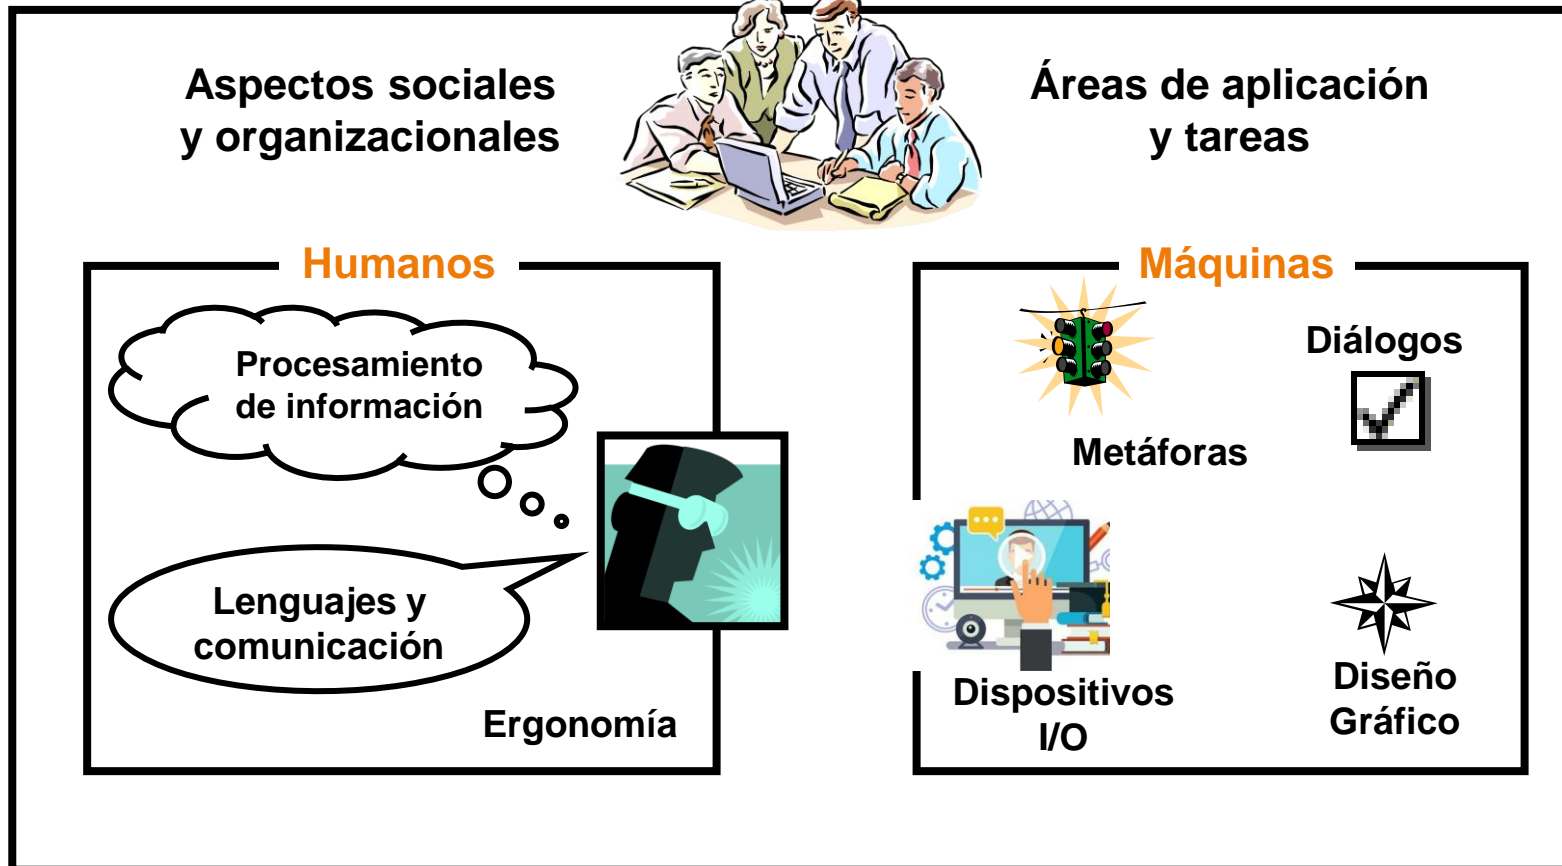 Aspectos sociales
y organizacionales
Áreas de aplicación
y tareas
Humanos
Procesamiento
de información
Lenguajes y
comunicación
Ergonomía
Máquinas
Diálogos
Metáforas
Dispositivos
I/O
Diseño
Gráfico